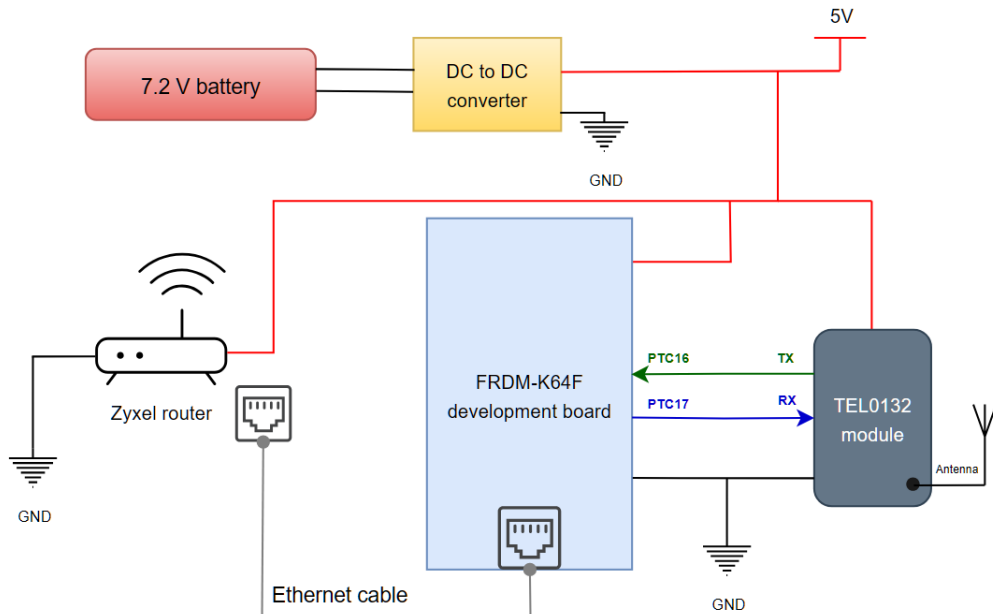 5V
7.2 V battery
DC to DC
converter
GND
PTC16
TX
FRDM-K64F
development board
PTC17
RX
TEL0132
module
Zyxel router
Antenna
GND
GND
Ethernet cable